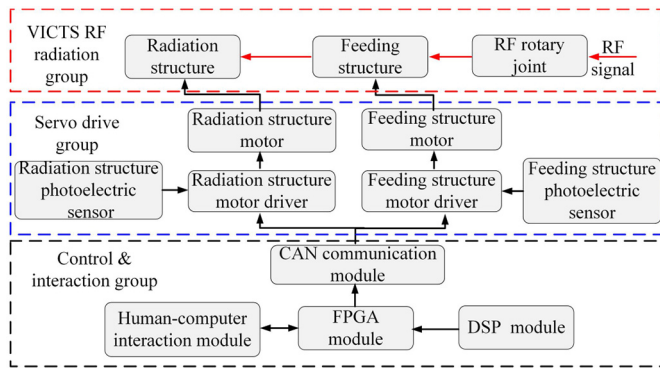 VICTS RF
radiation
group
Radiation
structure
Feeding
structure
RF rotary
joint
RF
signal
Servo drive
group
Radiation structure
motor
Feeding structure
motor
Radiation structure
photoelectric
sensor
Radiation structure
motor driver
Feeding structure
motor driver
Feeding structure
photoelectric
sensor
Control &
interaction group
CAN communication
module
Human-computer
interaction module
FPGA
module
DSP module